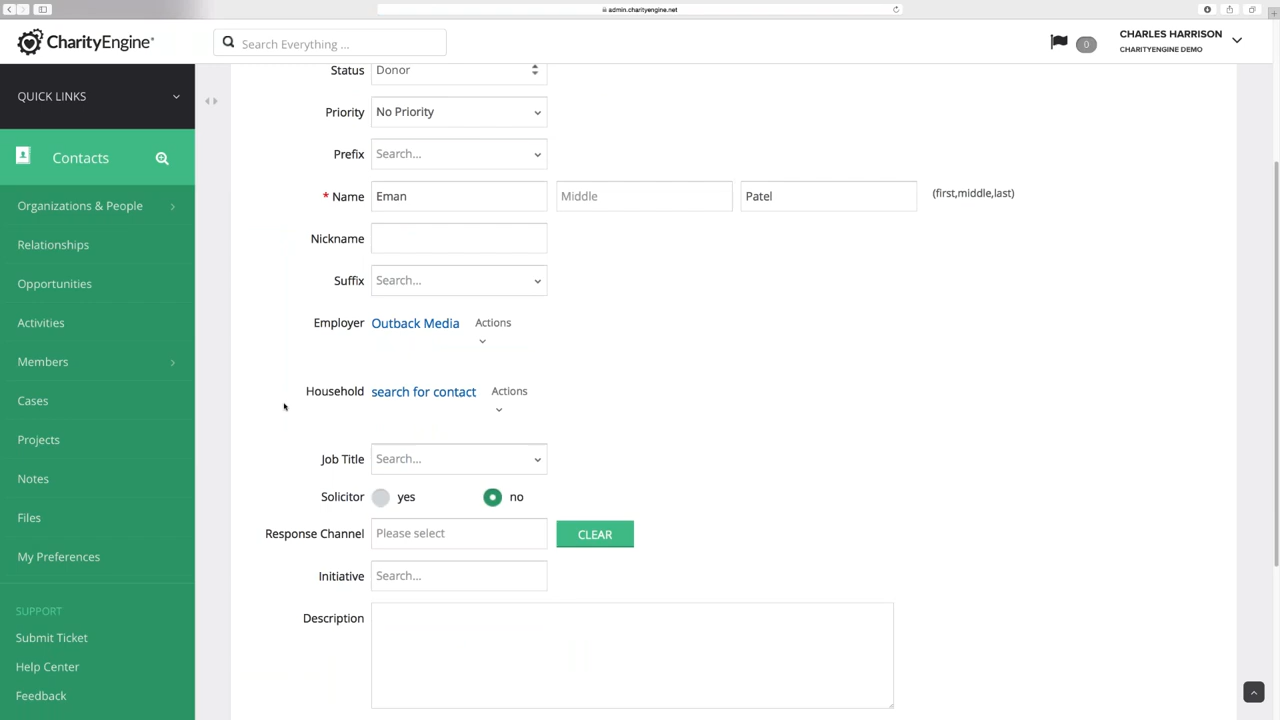 admin.charityengine.net
CharityEngine
Search Everything ...
0
CHARLES HARRISON
CHARITYENGINE DEMO
QUICK LINKS
Contacts
Organizations & People
Relationships
Opportunities
Activities
Members
Cases
Projects
Notes
Files
My Preferences
SUPPORT
Submit Ticket
Help Center
Feedback
Status Donor
Priority No Priority
Prefix Search...
* Name Eman Middle Patel (first,middle,last)
Nickname
Suffix Search...
Employer Outback Media Actions
Household search for contact Actions
Job Title Search...
Solicitor yes no
Response Channel Please select CLEAR
Initiative Search...
Description